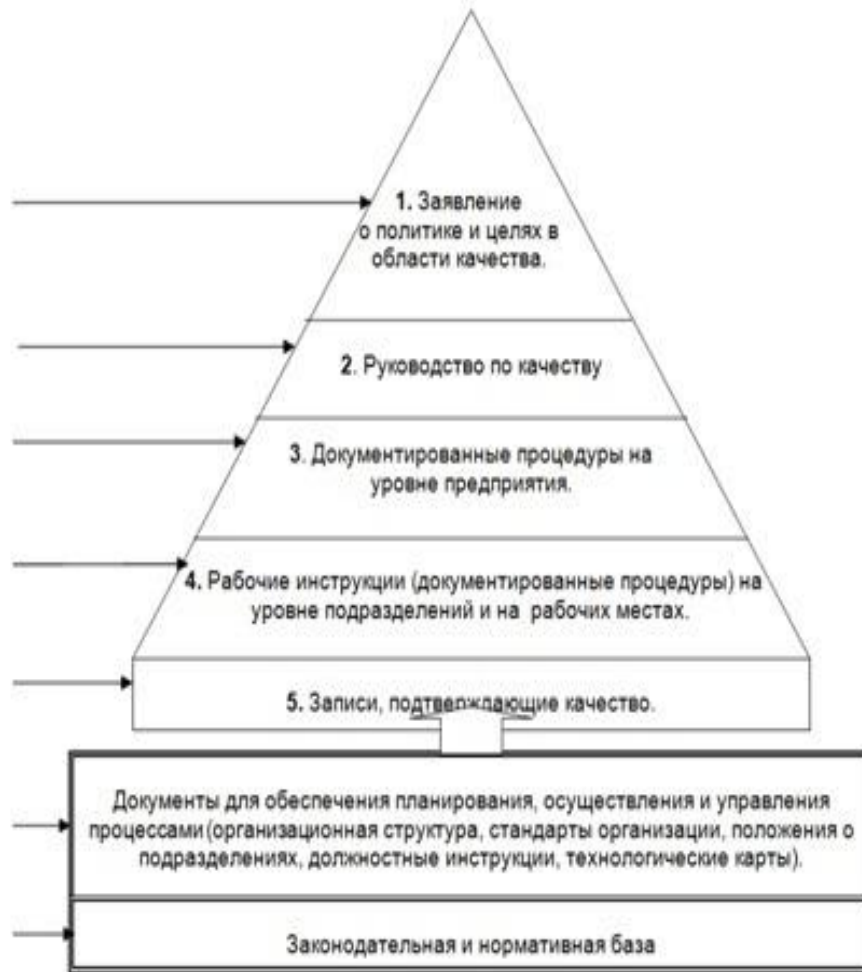 1. Заявление
о политике и целях в
области качества.
2. Руководство по качеству
3. Документированные процедуры на
уровне предприятия.
4. Рабочие инструкции (документированные процедуры) на
уровне подразделений и на рабочих местах.
5. Записи, подтверждающие качество.
Документы для обеспечения планирования, осуществления и управления
процессами (организационная структура, стандарты организации, положения о
подразделениях, должностные инструкции, технологические карты).
Законодательная и нормативная база